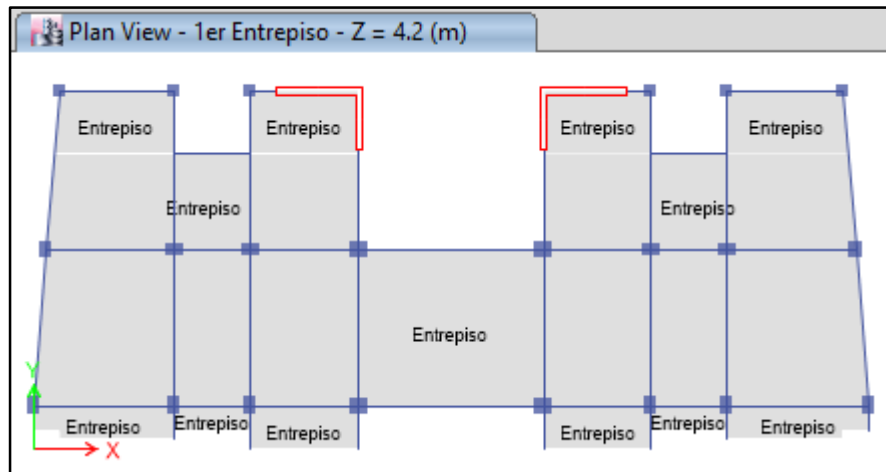 Plan View - 1er Entrepiso - Z = 4.2 (m)
Entrepiso Entrepiso Entrepiso Entrepiso
Entrepiso Entrepiso
Entrepiso
Y
Entrepiso Entrepiso Entrepiso Entrepiso Entrepiso Entrepiso
X